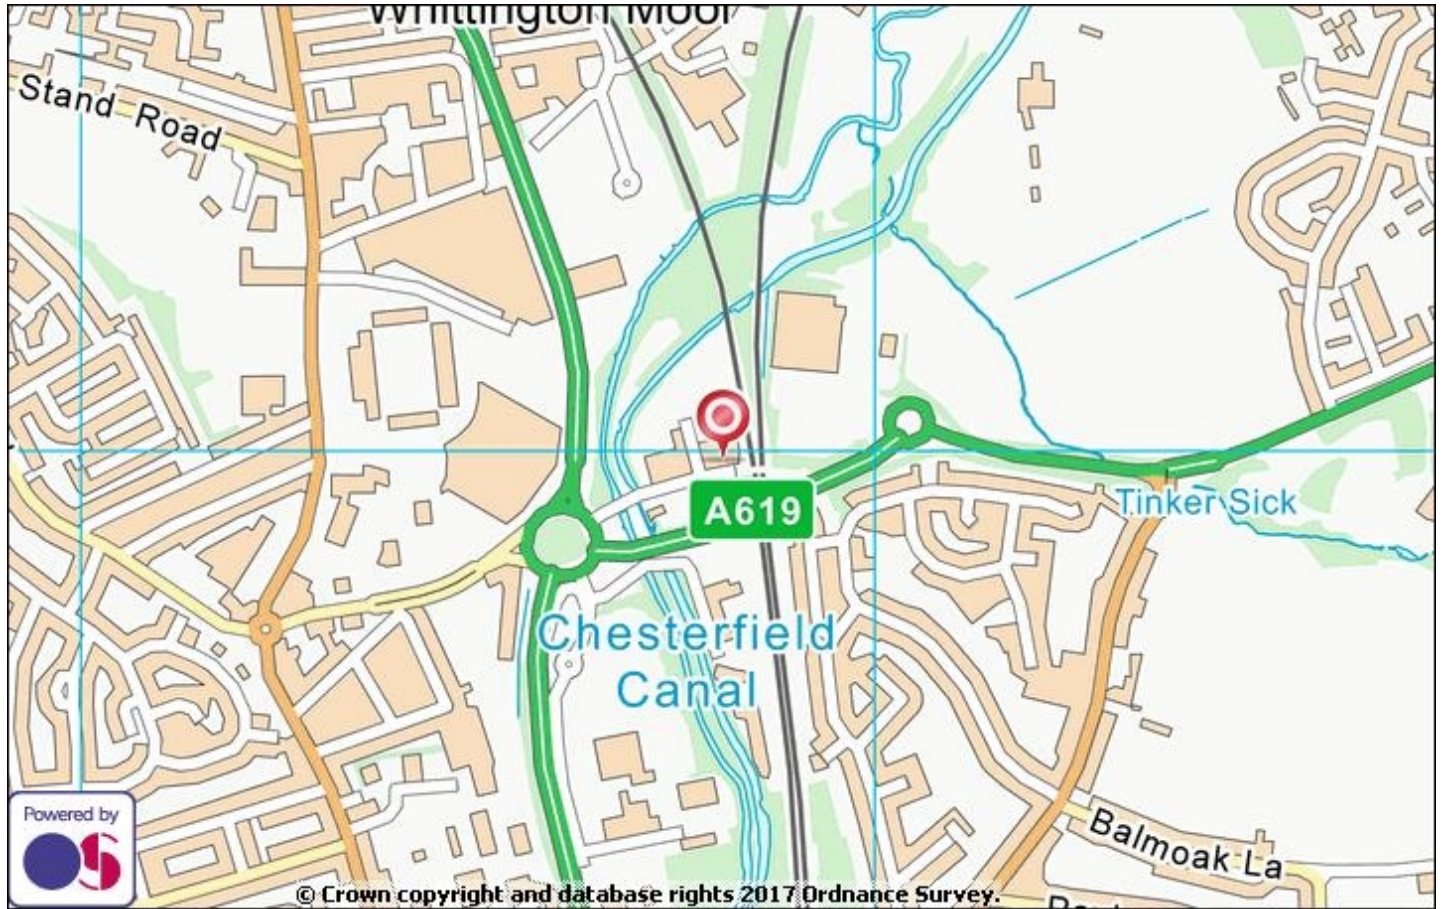 Whittington Moor
Stand Road
A619
Tinker Sick
Chesterfield
Canal
Balmoak La
Powered by
OS
© Crown copyright and database rights 2017 Ordnance Survey.